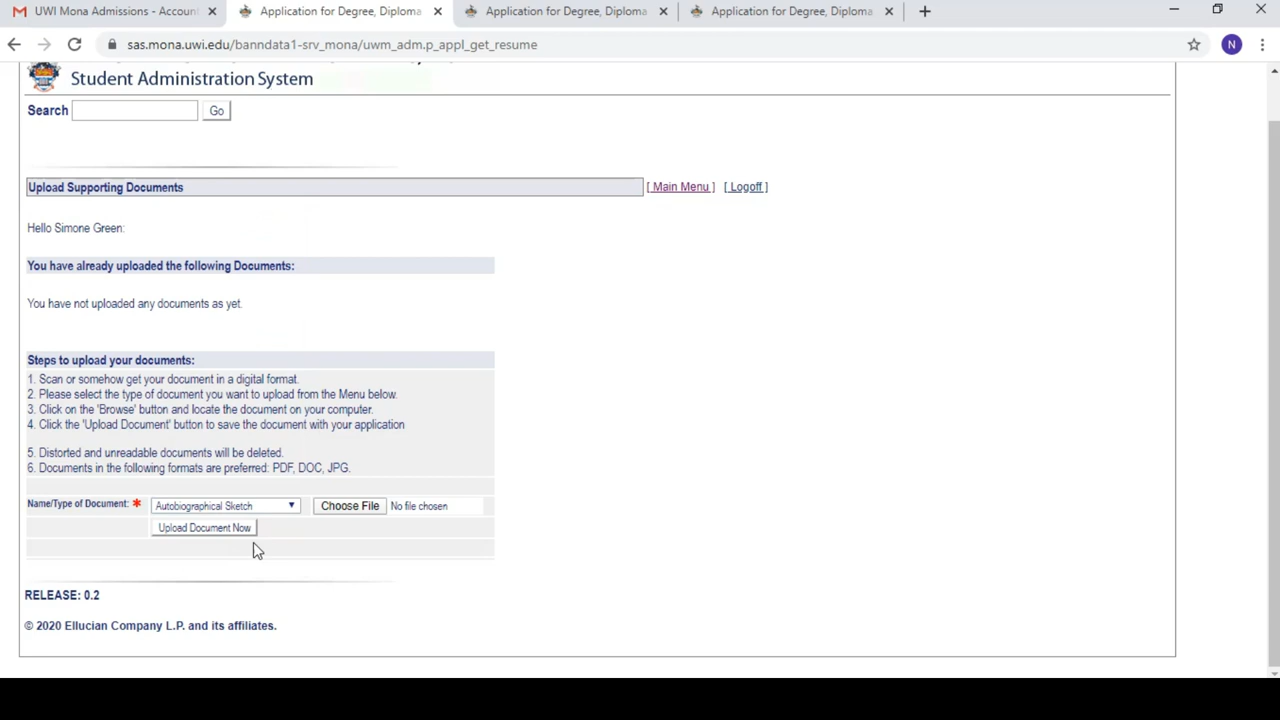 UWI Mona Admissions - Accoun
Application for Degree, Diploma
Application for Degree, Diploma
Application for Degree, Diploma
sas.mona.uwi.edu/banndata1-srv_mona/uwm_adm.p_appl_get_resume
N
Student Administration System
Search
Go
Upload Supporting Documents
[ Main Menu ]
[ Logoff ]
Hello Simone Green:
You have already uploaded the following Documents:
You have not uploaded any documents as yet.
Steps to upload your documents:
1. Scan or somehow get your document in a digital format.
2. Please select the type of document you want to upload from the Menu below.
3. Click on the 'Browse' button and locate the document on your computer.
4. Click the 'Upload Document' button to save the document with your application
5. Distorted and unreadable documents will be deleted.
6. Documents in the following formats are preferred: PDF, DOC, JPG.
Name/Type of Document: * Autobiographical Sketch Choose File No file chosen
Upload Document Now
RELEASE: 0.2
© 2020 Ellucian Company L.P. and its affiliates.